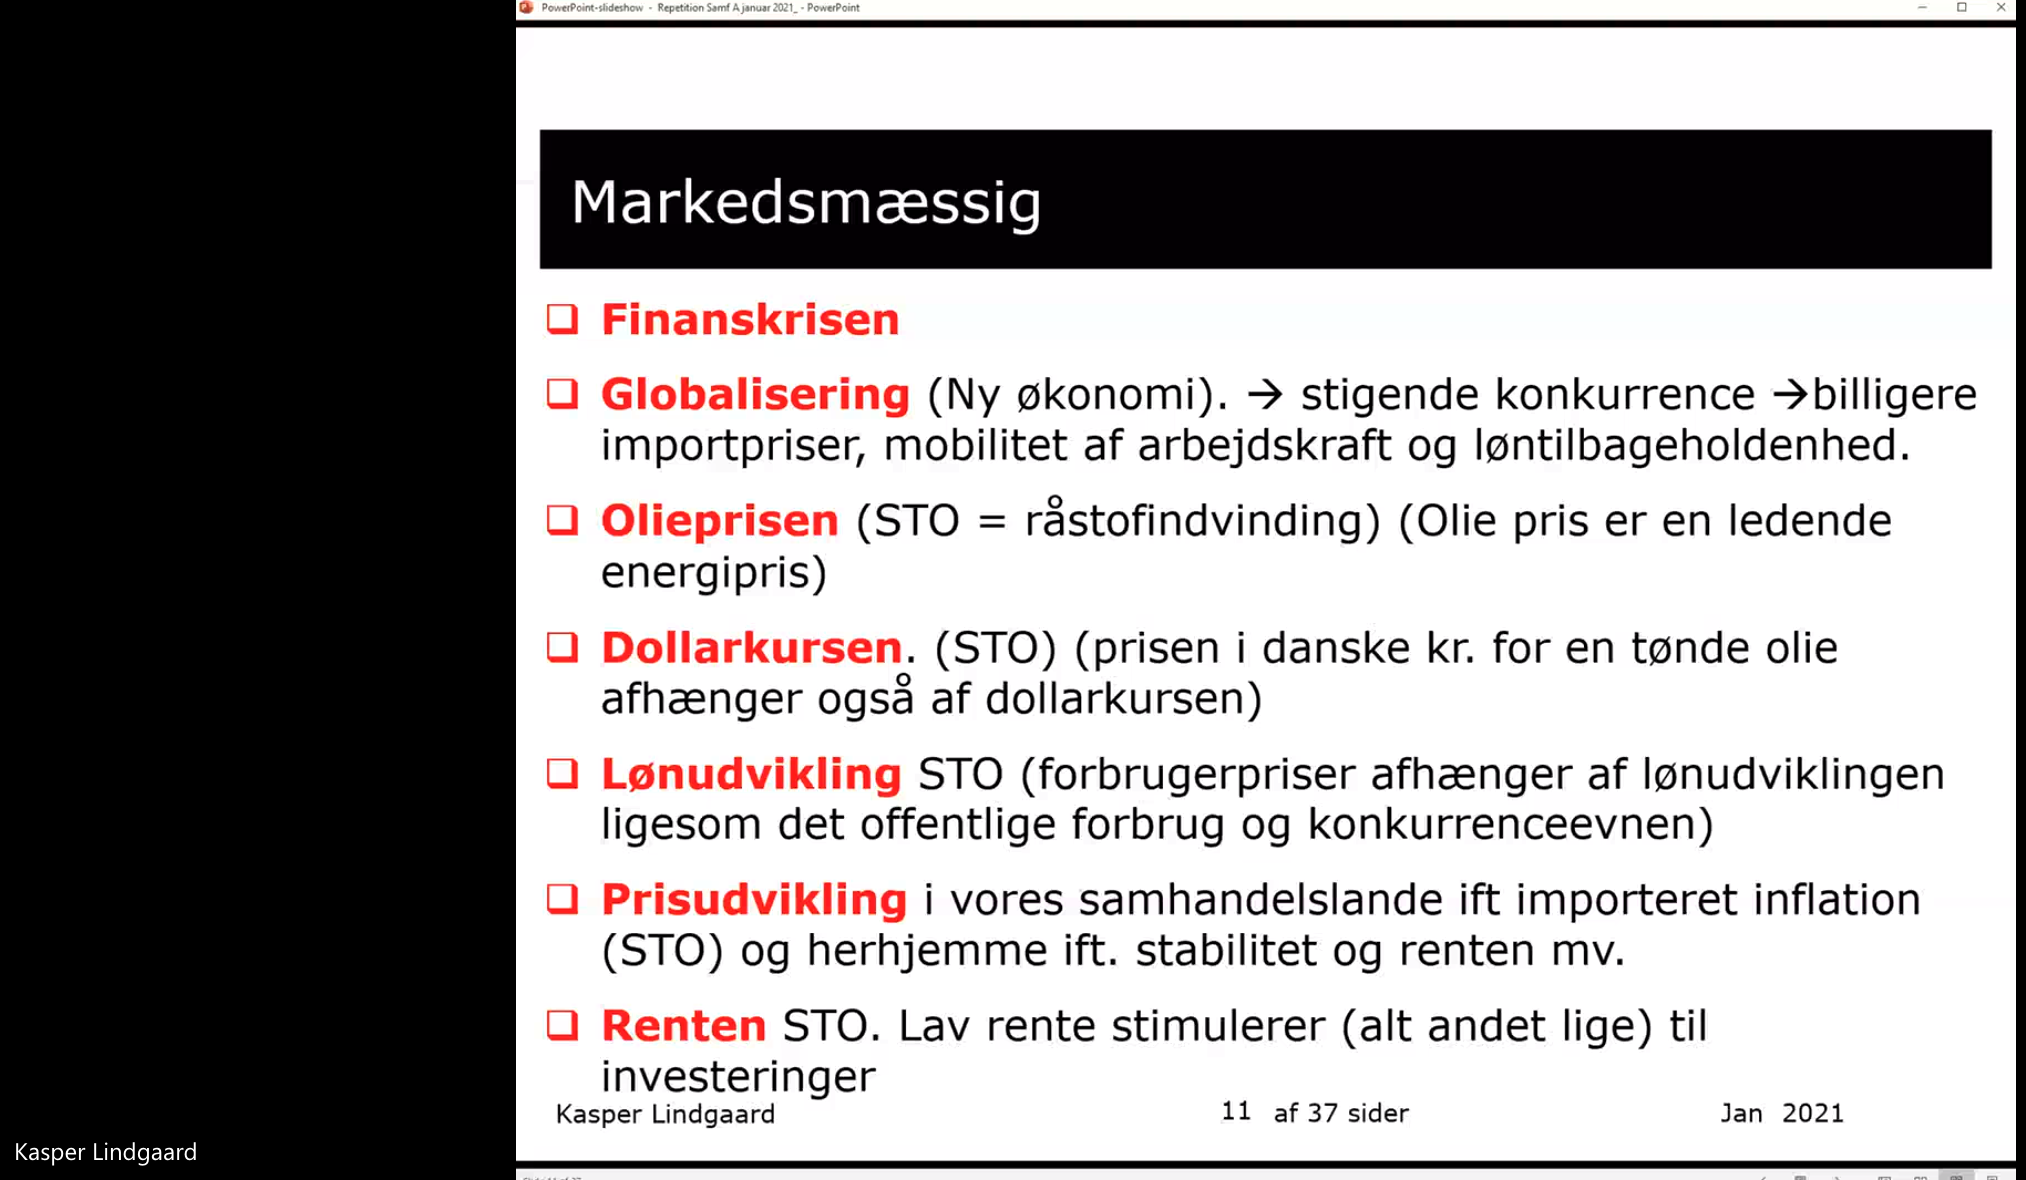 PowerPoint-slideshow - Repetition Samf A januar 2021_ - PowerPoint
Markedsmæssig
Finanskrisen
Globalisering (Ny økonomi). → stigende konkurrence →billigere
importpriser, mobilitet af arbejdskraft og løntilbageholdenhed.
Olieprisen (STO = råstofindvinding) (Olie pris er en ledende
energipris)
Dollarkursen. (STO) (prisen i danske kr. for en tønde olie
afhænger også af dollarkursen)
Lønudvikling STO (forbrugerpriser afhænger af lønudviklingen
ligesom det offentlige forbrug og konkurrenceevnen)
Prisudvikling i vores samhandelslande ift importeret inflation
(STO) og herhjemme ift. stabilitet og renten mv.
Renten STO. Lav rente stimulerer (alt andet lige) til
investeringer
Kasper Lindgaard 11 af 37 sider Jan 2021
Kasper Lindgaard